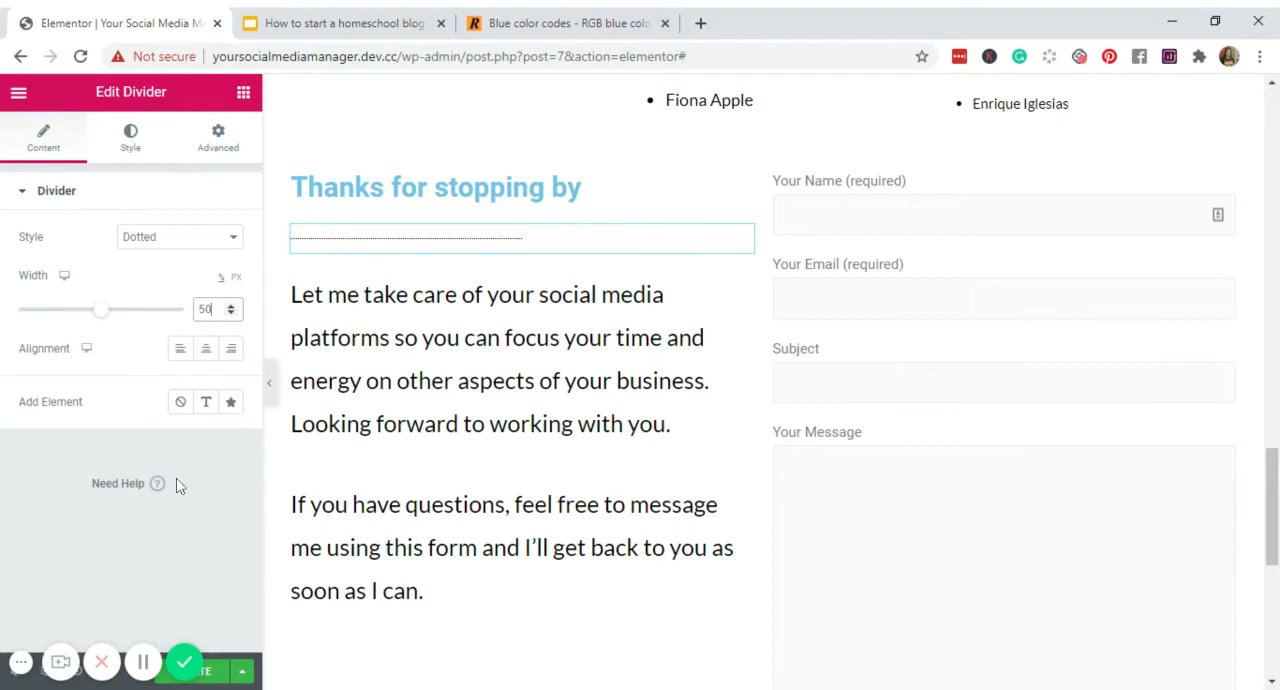 Elementor | Your Social Media M
How to start a homeschool blog
Blue color codes - RGB blue colo
Not secure
yoursocialmediamanager.dev.cc/wp-admin/post.php?post=7&action=elementor#
Edit Divider
Content
Style
Advanced
Divider
Style
Dotted
Width
% PX
50
Alignment
Add Element
Need Help ?
Fiona Apple
Enrique Iglesias
Thanks for stopping by
Let me take care of your social media
platforms so you can focus your time and
energy on other aspects of your business.
Looking forward to working with you.
If you have questions, feel free to message
me using this form and I'll get back to you as
soon as I can.
Your Name (required)
Your Email (required)
Subject
Your Message